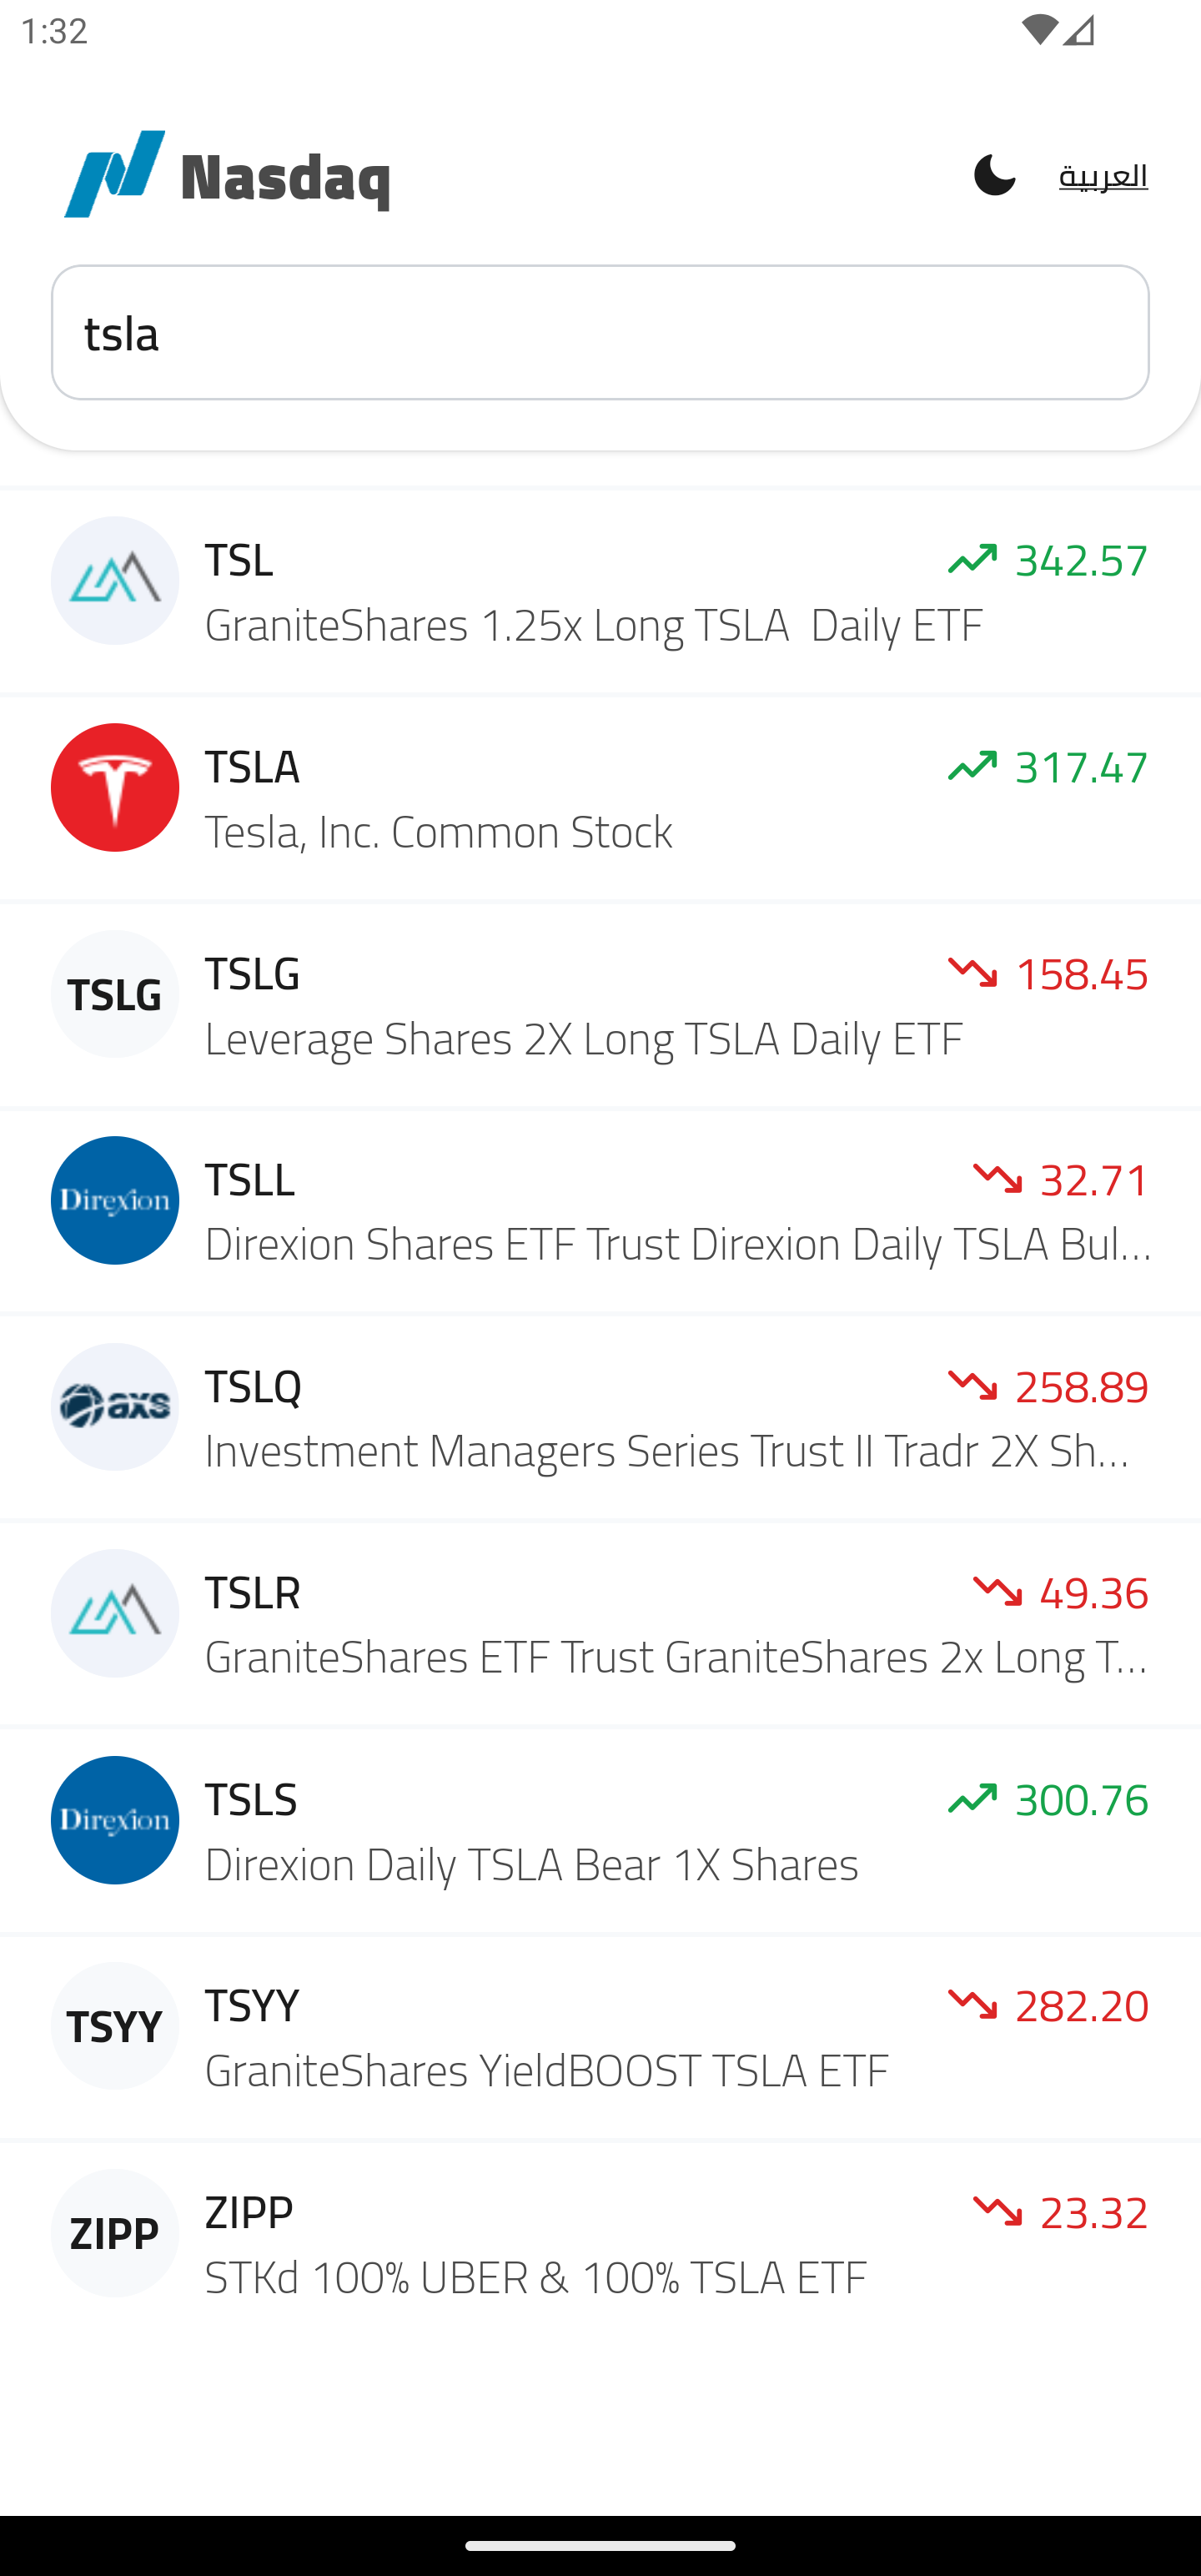 1:32
Nasdaq
العربية
tsla
TSL
342.57
GraniteShares 1.25x Long TSLA  Daily ETF
TSLA
317.47
Tesla, Inc. Common Stock
TSLG
TSLG
158.45
Leverage Shares 2X Long TSLA Daily ETF
Direxion
TSLL
32.71
Direxion Shares ETF Trust Direxion Daily TSLA Bul...
axs
TSLQ
258.89
Investment Managers Series Trust II Tradr 2X Sh...
TSLR
49.36
GraniteShares ETF Trust GraniteShares 2x Long T...
Direxion
TSLS
300.76
Direxion Daily TSLA Bear 1X Shares
TSYY
TSYY
282.20
GraniteShares YieldBOOST TSLA ETF
ZIPP
ZIPP
23.32
STKd 100% UBER & 100% TSLA ETF